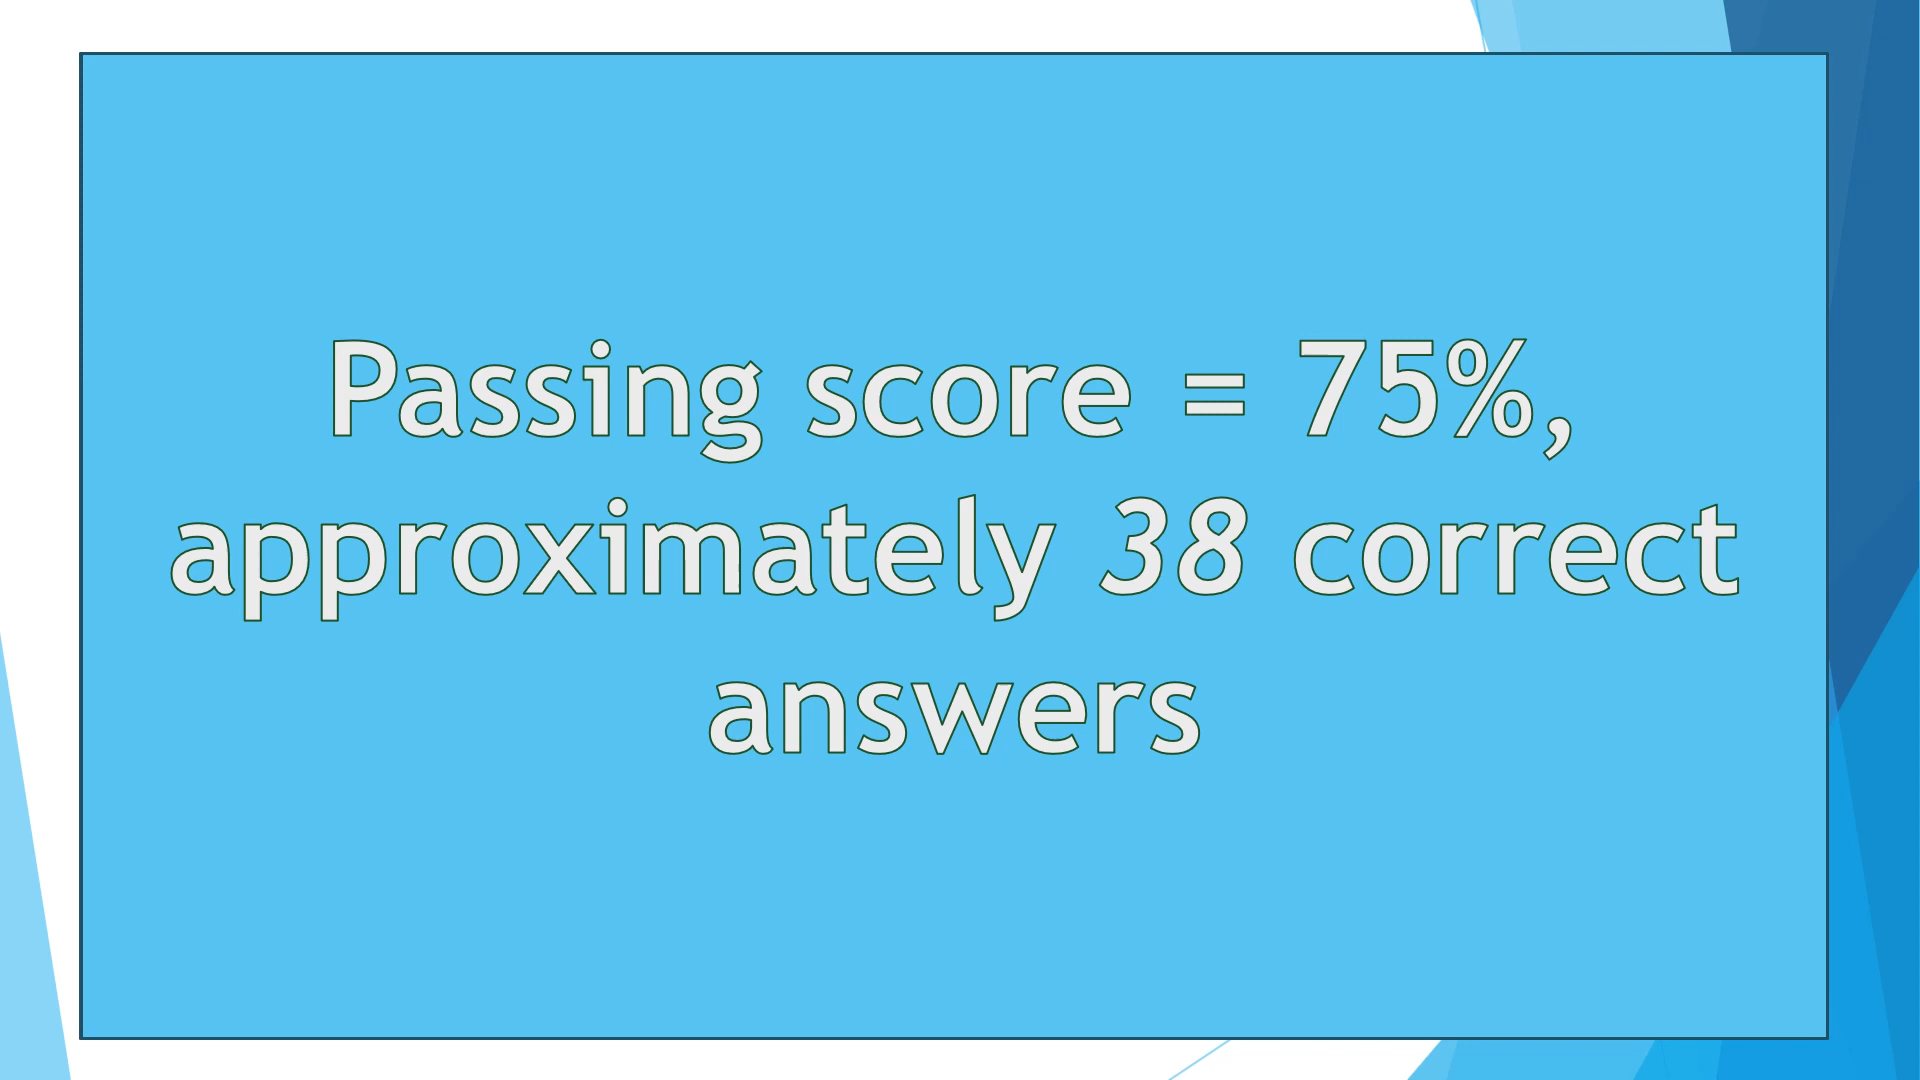 Passing score = 75%,
approximately 38 correct
answers